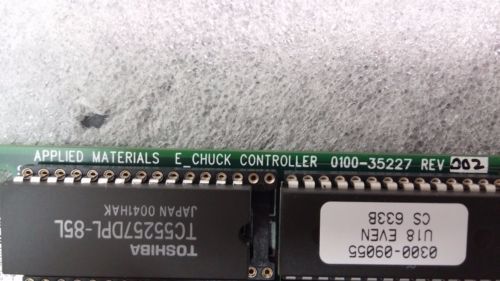 APPLIED MATERIALS E_CHUCK CONTROLLER 0100-35227 REV 002
TOSHIBA
TC55257DPL-85L
JAPAN 0041HAK
0300-09055
U18 EVEN
CS 633B